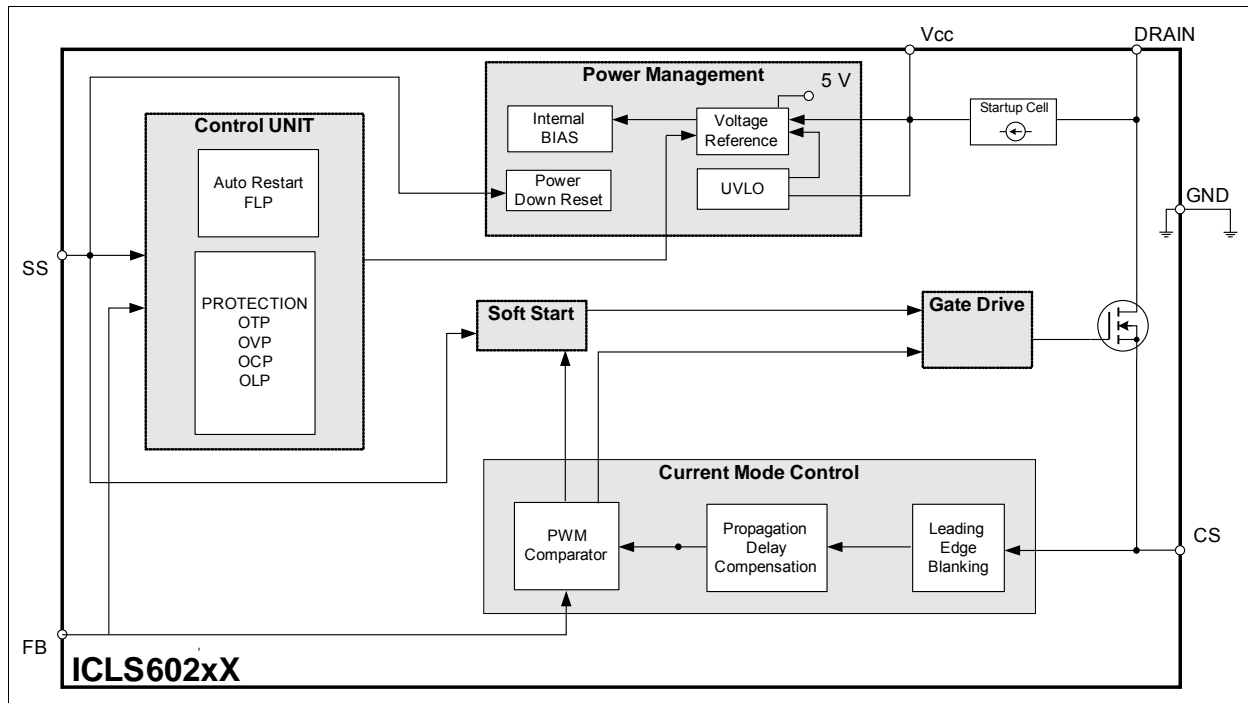 Vcc
DRAIN
Power Management
5 V
Startup Cell
Control UNIT
Internal
BIAS
Voltage
Reference
Auto Restart
FLP
Power
Down Reset
UVLO
GND
SS
PROTECTION
OTP
OVP
OCP
OLP
Soft Start
Gate Drive
Current Mode Control
PWM
Comparator
Propagation
Delay
Compensation
Leading
Edge
Blanking
CS
FB
ICLS602xX